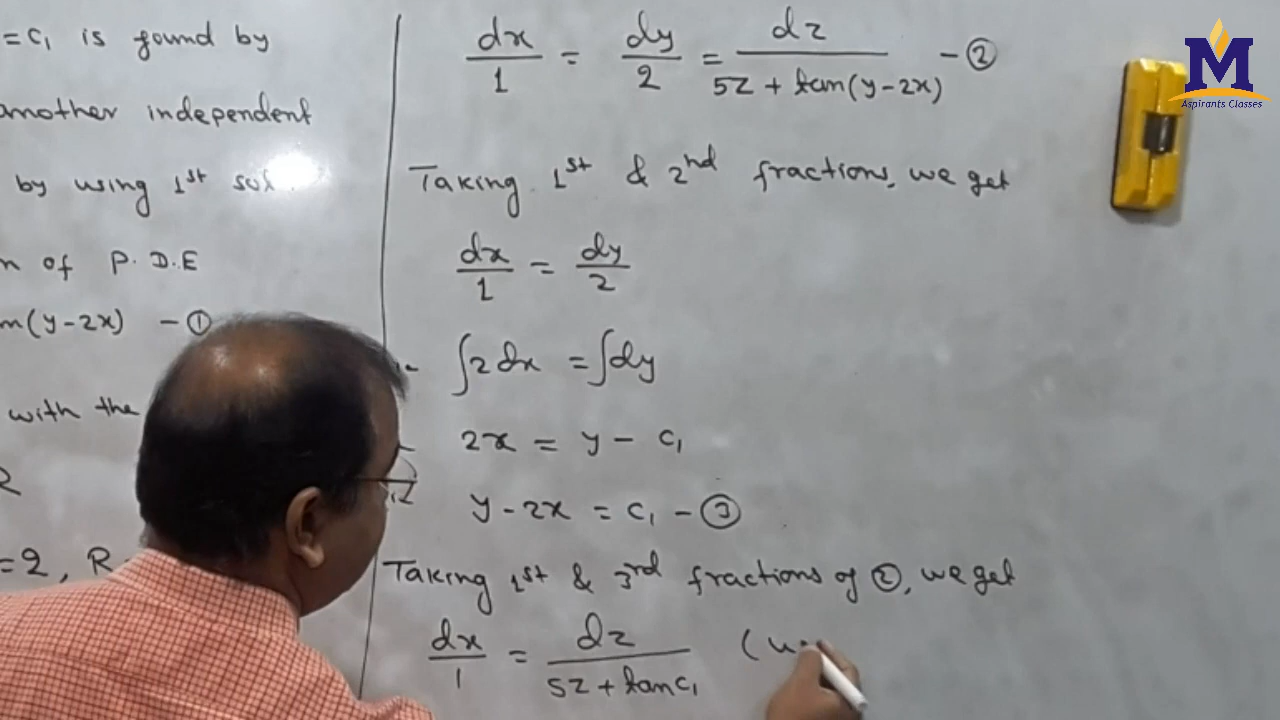 = c₁ is found by
another independent
by using 1st sol
n of P.D.E
(y-2x) - ①
with the
R
=2, R
dx/1 = dy/2 = dz/(5z + tan(y-2x)) - ②
Taking 1st & 2nd fractions, we get
dx/1 = dy/2
∫2dx = ∫dy
2x = y - c₁
y-2x = c₁ - ③
Taking 1st & 3rd fractions of ②, we get
dx/1 = dz/(5z + tan c₁) (u
M
Aspirants Classes